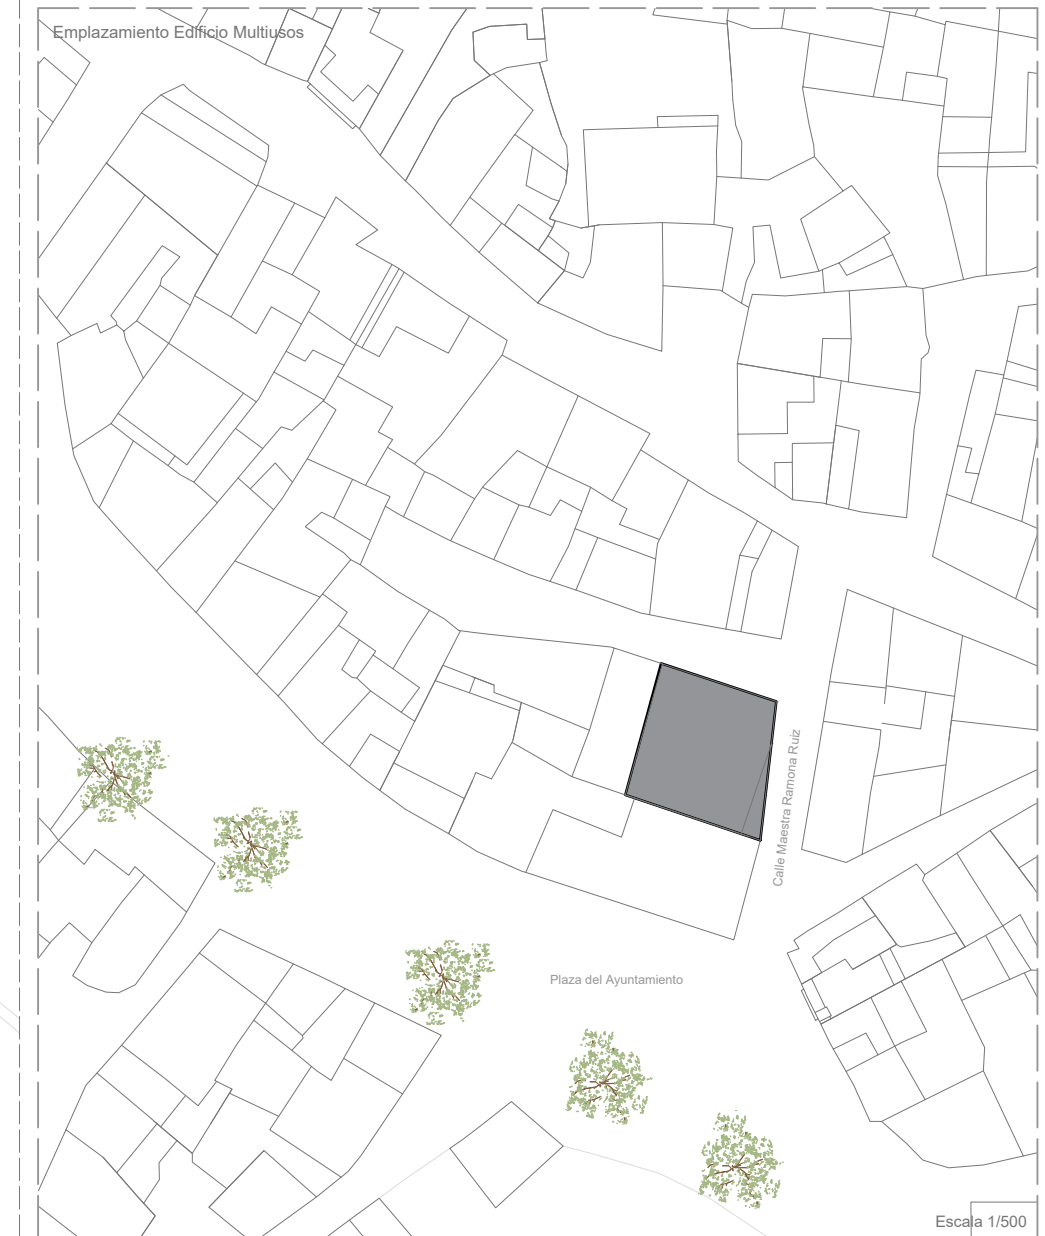 Emplazamiento Edificio Multiusos
Calle Maestra Ramona Ruiz
Plaza del Ayuntamiento
Escala 1/500